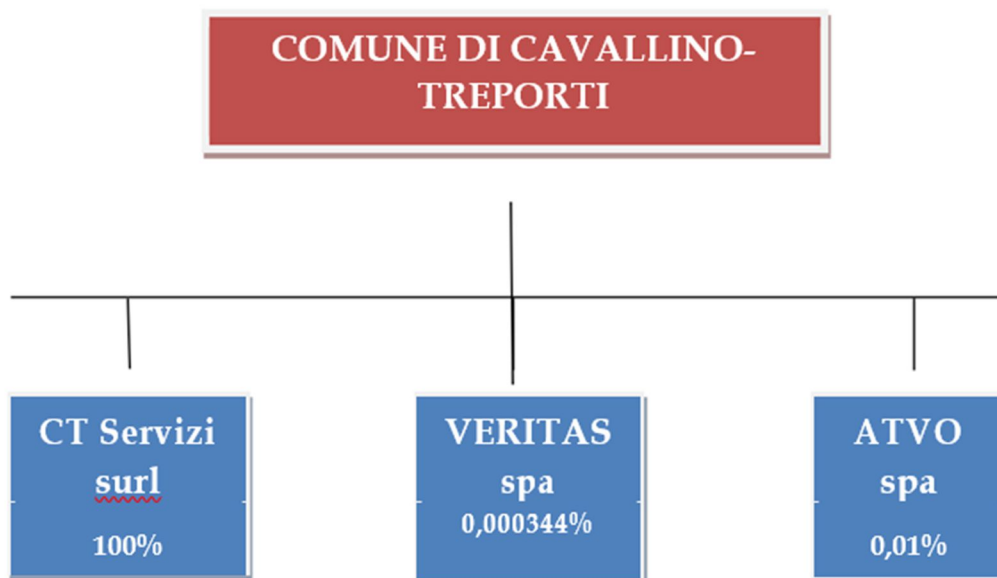 COMUNE DI CAVALLINO-
TREPORTI
CT Servizi
surl
100%
VERITAS
spa
0,000344%
ATVO
spa
0,01%